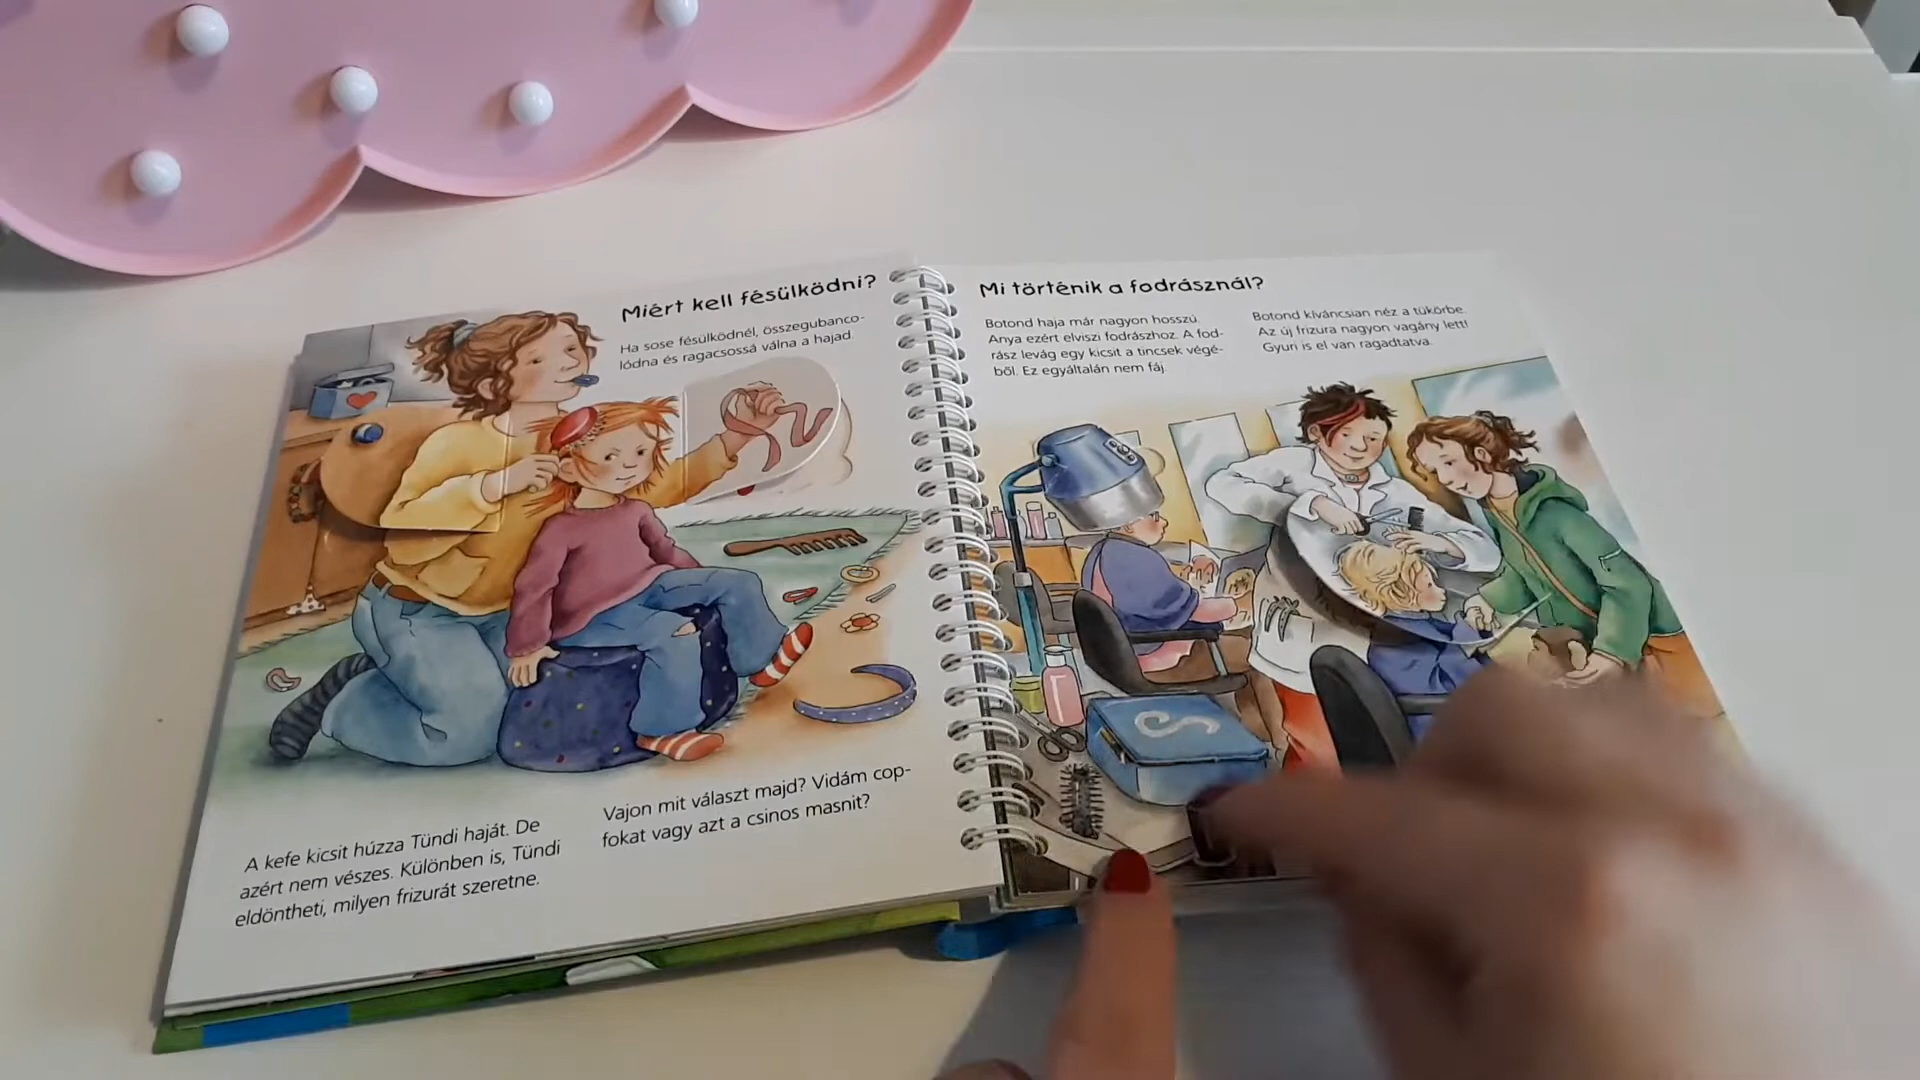 Miért kell fésülködni?
Ha sose fésülködnél, összegubanco-
lódna és ragacsossá válna a hajad.
A kefe kicsit húzza Tündi haját. De
azért nem vészes. Különben is, Tündi
eldöntheti, milyen frizurát szeretne.
Vajon mit választ majd? Vidám cop-
fokat vagy azt a csinos masnit?
Mi történik a fodrásznál?
Botond haja már nagyon hosszú.
Anya ezért elviszi fodrászhoz. A fod-
rász levág egy kicsit a tincsek végé-
ből. Ez egyáltalán nem fáj.
Botond kíváncsian néz a tükörbe.
Az új frizura nagyon vagány lett!
Gyuri is el van ragadtatva.